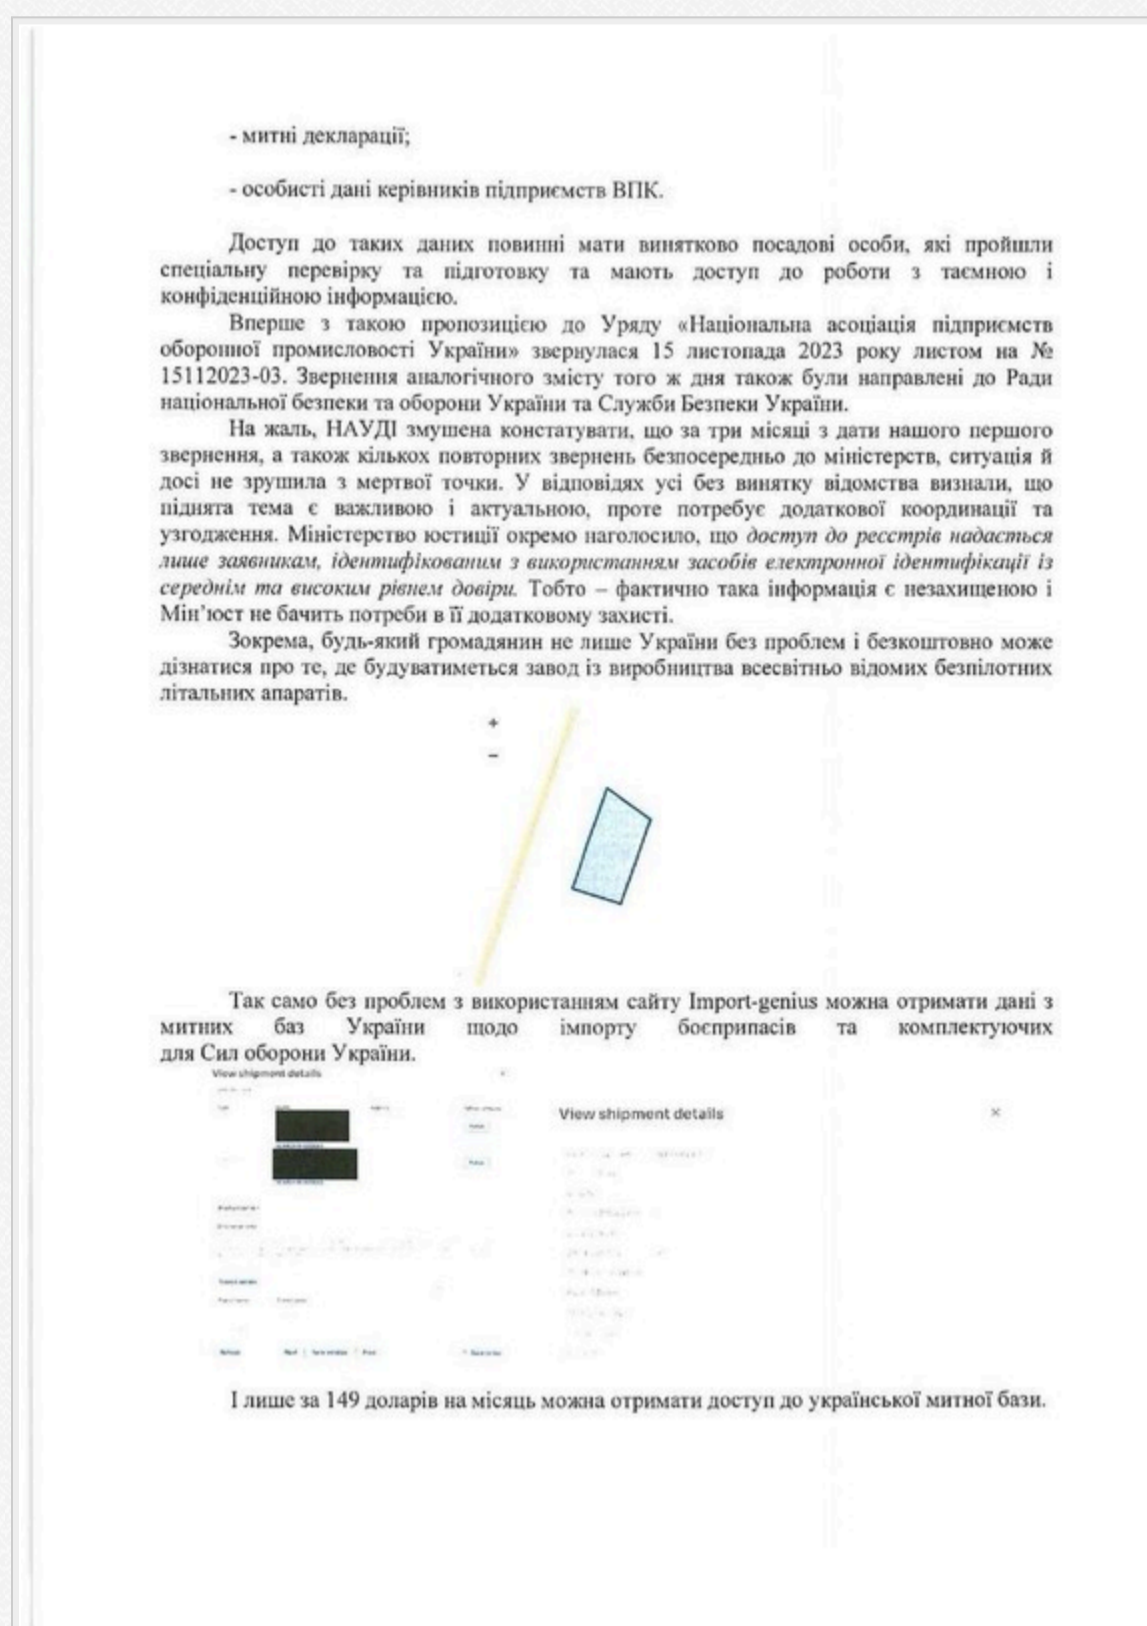 - митні декларації;
- особисті дані керівників підприємств ВПК.
Доступ до таких даних повинні мати винятково посадові особи, які пройшли
спеціальну перевірку та підготовку та мають доступ до роботи з таємною і
конфіденційною інформацією.
Вперше з такою пропозицією до Уряду «Національна асоціація підприємств
оборонної промисловості України» звернулася 15 листопада 2023 року листом на №
15112023-03. Звернення аналогічного змісту того ж дня також були направлені до Ради
національної безпеки та оборони України та Служби Безпеки України.
На жаль, НАУДІ змушена констатувати, що за три місяці з дати нашого першого
звернення, а також кількох повторних звернень безпосередньо до міністерств, ситуація й
досі не зрушила з мертвої точки. У відповідях усі без винятку відомства визнали, що
піднята тема є важливою і актуальною, проте потребує додаткової координації та
узгодження. Міністерство юстиції окремо наголосило, що доступ до реєстрів надається
лише заявникам, ідентифікованим з використанням засобів електронної ідентифікації із
середнім та високим рівнем довіри. Тобто – фактично така інформація є незахищеною і
Мін’юст не бачить потреби в її додатковому захисті.
Зокрема, будь-який громадянин не лише України без проблем і безкоштовно може
дізнатися про те, де будуватиметься завод із виробництва всесвітньо відомих безпілотних
літальних апаратів.
+
–
Так само без проблем з використанням сайту Import-genius можна отримати дані з
митних баз України щодо імпорту боєприпасів та комплектуючих
для Сил оборони України.
View shipment details
View shipment details ×
І лише за 149 доларів на місяць можна отримати доступ до української митної бази.